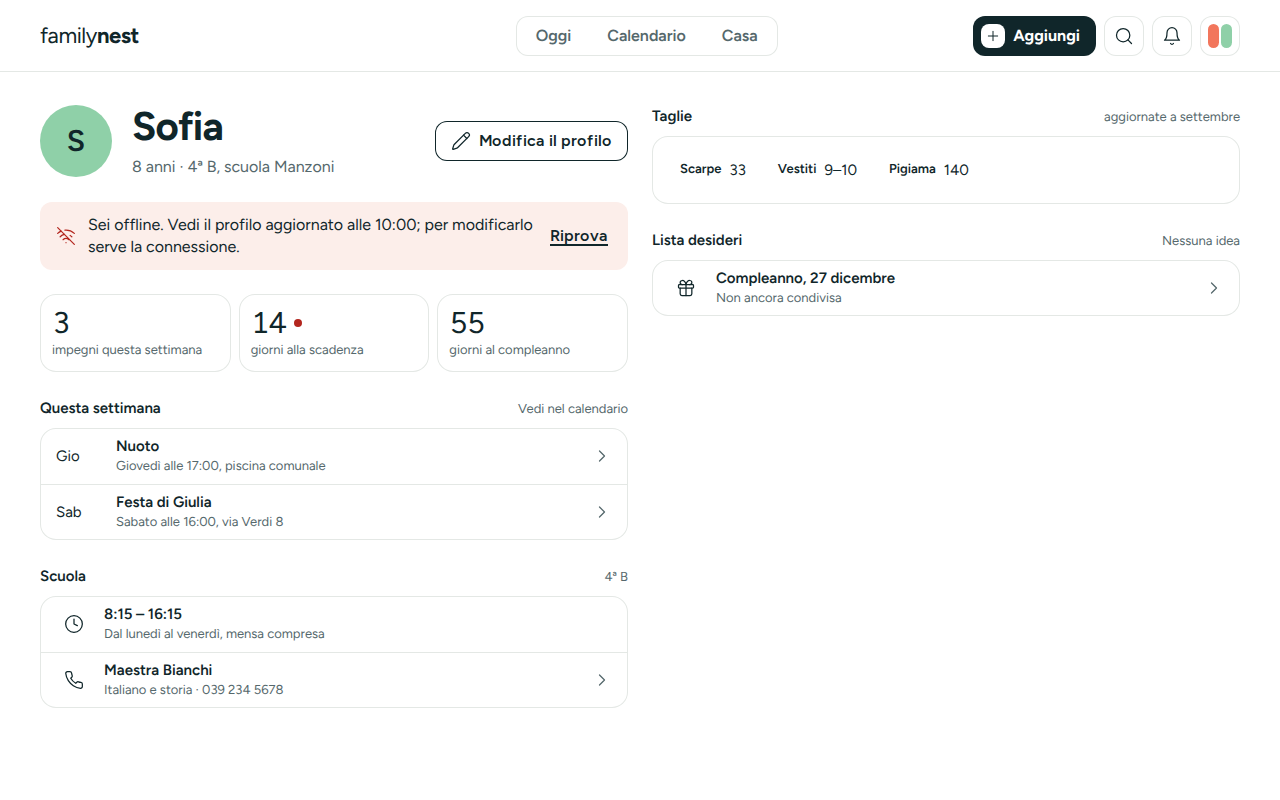 familynest
Oggi
Calendario
Casa
Aggiungi
S
Sofia
8 anni · 4ª B, scuola Manzoni
Modifica il profilo
Sei offline. Vedi il profilo aggiornato alle 10:00; per modificarlo
serve la connessione.
Riprova
3
impegni questa settimana
14
giorni alla scadenza
55
giorni al compleanno
Questa settimana
Vedi nel calendario
Gio
Nuoto
Giovedì alle 17:00, piscina comunale
Sab
Festa di Giulia
Sabato alle 16:00, via Verdi 8
Scuola
4ª B
8:15 – 16:15
Dal lunedì al venerdì, mensa compresa
Maestra Bianchi
Italiano e storia · 039 234 5678
Taglie
aggiornate a settembre
Scarpe 33
Vestiti 9–10
Pigiama 140
Lista desideri
Nessuna idea
Compleanno, 27 dicembre
Non ancora condivisa